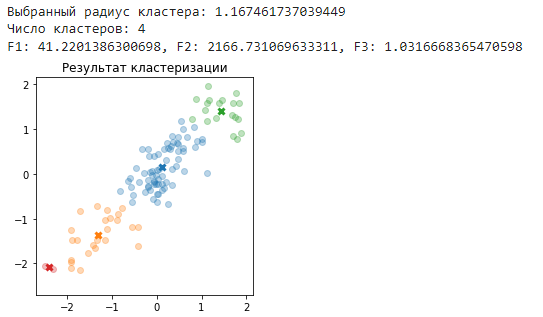 Выбранный радиус кластера: 1.167461737039449
Число кластеров: 4
F1: 41.2201386300698, F2: 2166.731069633311, F3: 1.0316668365470598
Результат кластеризации
2
1
0
−1
−2
−2 −1 0 1 2